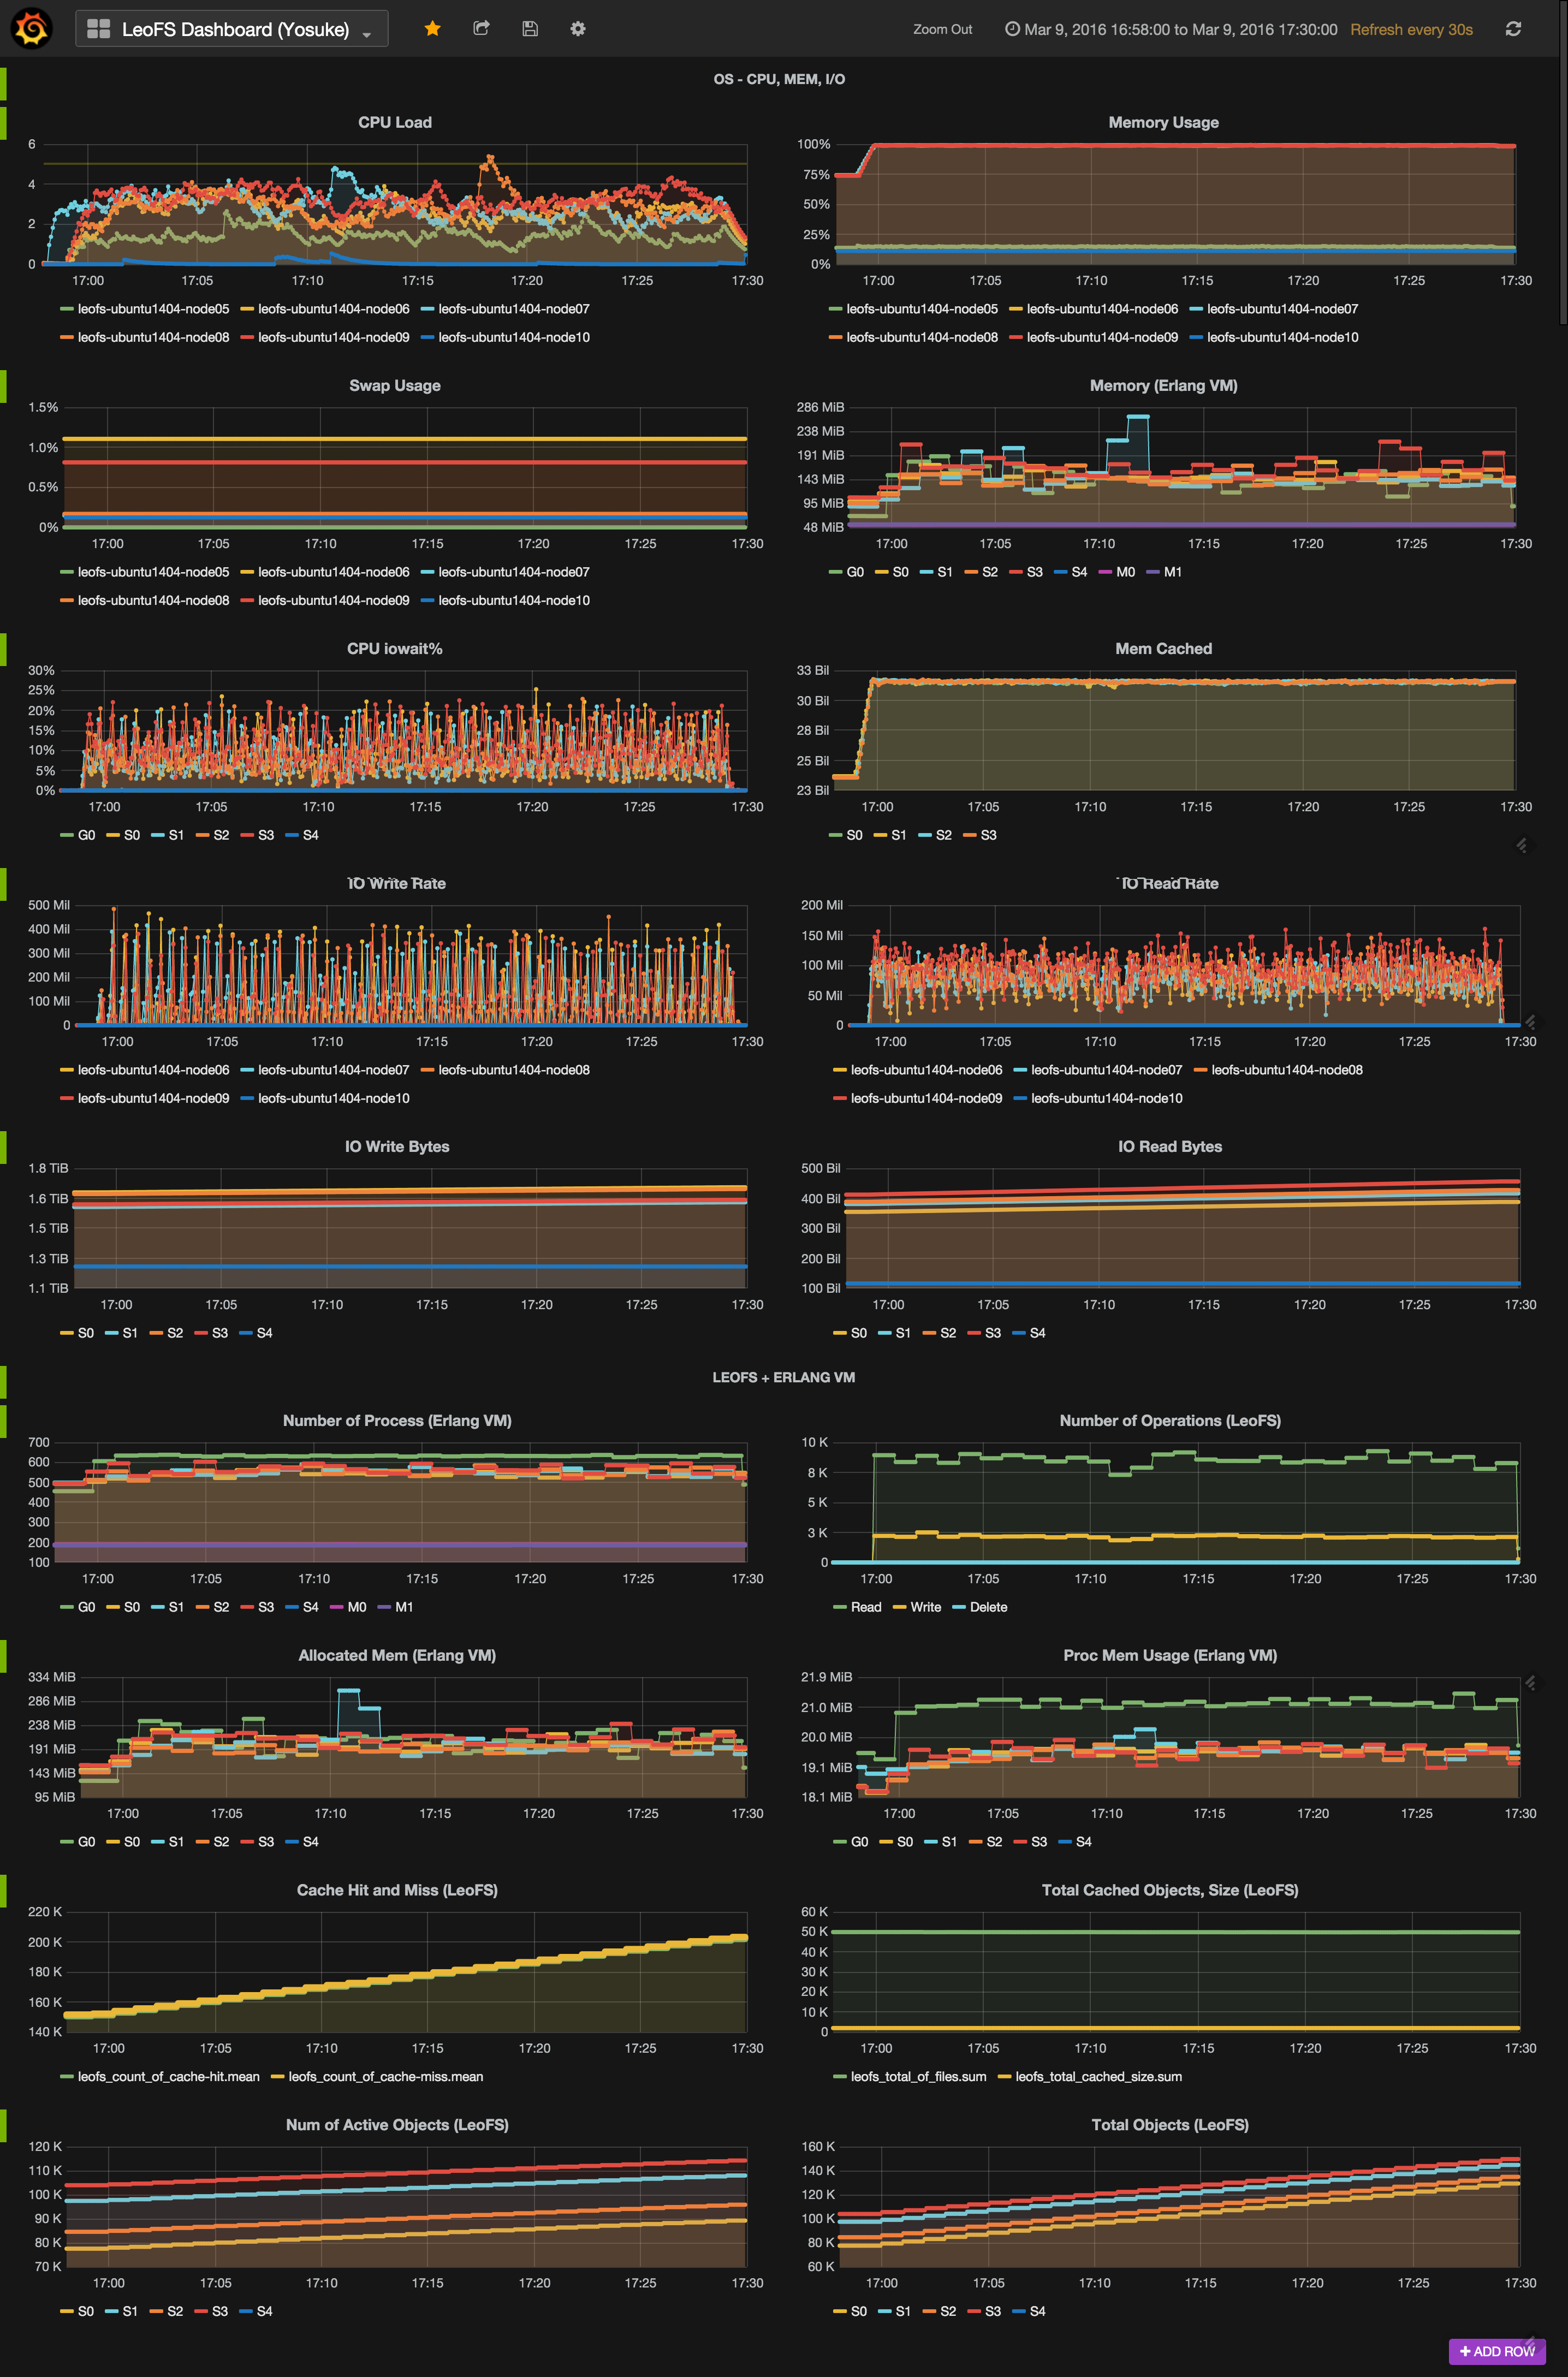 LeoFS Dashboard (Yosuke) Zoom Out Mar 9, 2016 16:58:00 to Mar 9, 2016 17:30:00 Refresh every 30s
OS - CPU, MEM, I/O
CPU Load
6
4
2
0
17:00 17:05 17:10 17:15 17:20 17:25 17:30
leofs-ubuntu1404-node05 leofs-ubuntu1404-node06 leofs-ubuntu1404-node07
leofs-ubuntu1404-node08 leofs-ubuntu1404-node09 leofs-ubuntu1404-node10
Memory Usage
100%
75%
50%
25%
0%
17:00 17:05 17:10 17:15 17:20 17:25 17:30
leofs-ubuntu1404-node05 leofs-ubuntu1404-node06 leofs-ubuntu1404-node07
leofs-ubuntu1404-node08 leofs-ubuntu1404-node09 leofs-ubuntu1404-node10
Swap Usage
1.5%
1.0%
0.5%
0%
17:00 17:05 17:10 17:15 17:20 17:25 17:30
leofs-ubuntu1404-node05 leofs-ubuntu1404-node06 leofs-ubuntu1404-node07
leofs-ubuntu1404-node08 leofs-ubuntu1404-node09 leofs-ubuntu1404-node10
Memory (Erlang VM)
286 MiB
238 MiB
191 MiB
143 MiB
95 MiB
48 MiB
17:00 17:05 17:10 17:15 17:20 17:25 17:30
G0 S0 S1 S2 S3 S4 M0 M1
CPU iowait%
30%
25%
20%
15%
10%
5%
0%
17:00 17:05 17:10 17:15 17:20 17:25 17:30
G0 S0 S1 S2 S3 S4
Mem Cached
33 Bil
30 Bil
28 Bil
25 Bil
23 Bil
17:00 17:05 17:10 17:15 17:20 17:25 17:30
S0 S1 S2 S3
IO Write Rate
500 Mil
400 Mil
300 Mil
200 Mil
100 Mil
0
17:00 17:05 17:10 17:15 17:20 17:25 17:30
leofs-ubuntu1404-node06 leofs-ubuntu1404-node07 leofs-ubuntu1404-node08
leofs-ubuntu1404-node09 leofs-ubuntu1404-node10
IO Read Rate
200 Mil
150 Mil
100 Mil
50 Mil
0
17:00 17:05 17:10 17:15 17:20 17:25 17:30
leofs-ubuntu1404-node06 leofs-ubuntu1404-node07 leofs-ubuntu1404-node08
leofs-ubuntu1404-node09 leofs-ubuntu1404-node10
IO Write Bytes
1.8 TiB
1.6 TiB
1.5 TiB
1.3 TiB
1.1 TiB
17:00 17:05 17:10 17:15 17:20 17:25 17:30
S0 S1 S2 S3 S4
IO Read Bytes
500 Bil
400 Bil
300 Bil
200 Bil
100 Bil
17:00 17:05 17:10 17:15 17:20 17:25 17:30
S0 S1 S2 S3 S4
LEOFS + ERLANG VM
Number of Process (Erlang VM)
700
600
500
400
300
200
100
17:00 17:05 17:10 17:15 17:20 17:25 17:30
G0 S0 S1 S2 S3 S4 M0 M1
Number of Operations (LeoFS)
10 K
8 K
5 K
3 K
0
17:00 17:05 17:10 17:15 17:20 17:25 17:30
Read Write Delete
Allocated Mem (Erlang VM)
334 MiB
286 MiB
238 MiB
191 MiB
143 MiB
95 MiB
17:00 17:05 17:10 17:15 17:20 17:25 17:30
G0 S0 S1 S2 S3 S4
Proc Mem Usage (Erlang VM)
21.9 MiB
21.0 MiB
20.0 MiB
19.1 MiB
18.1 MiB
17:00 17:05 17:10 17:15 17:20 17:25 17:30
G0 S0 S1 S2 S3 S4
Cache Hit and Miss (LeoFS)
220 K
200 K
180 K
160 K
140 K
17:00 17:05 17:10 17:15 17:20 17:25 17:30
leofs_count_of_cache-hit.mean leofs_count_of_cache-miss.mean
Total Cached Objects, Size (LeoFS)
60 K
50 K
40 K
30 K
20 K
10 K
0
17:00 17:05 17:10 17:15 17:20 17:25 17:30
leofs_total_of_files.sum leofs_total_cached_size.sum
Num of Active Objects (LeoFS)
120 K
110 K
100 K
90 K
80 K
70 K
17:00 17:05 17:10 17:15 17:20 17:25 17:30
S0 S1 S2 S3 S4
Total Objects (LeoFS)
160 K
140 K
120 K
100 K
80 K
60 K
17:00 17:05 17:10 17:15 17:20 17:25 17:30
S0 S1 S2 S3 S4
+ ADD ROW